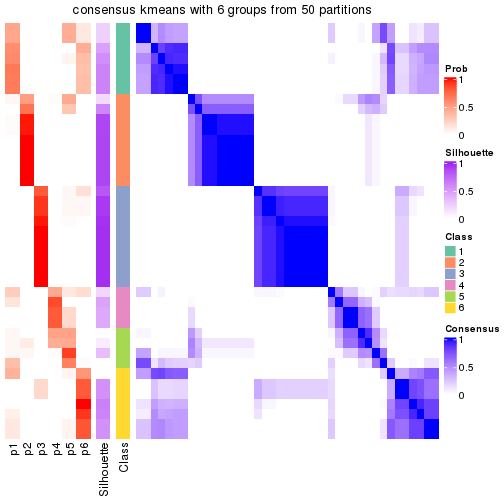 consensus kmeans with 6 groups from 50 partitions
Prob
1
0.5
0
Silhouette
1
0.5
0
Class
1
2
3
4
5
6
Consensus
1
0.5
0
p1
p2
p3
p4
p5
p6
Silhouette
Class